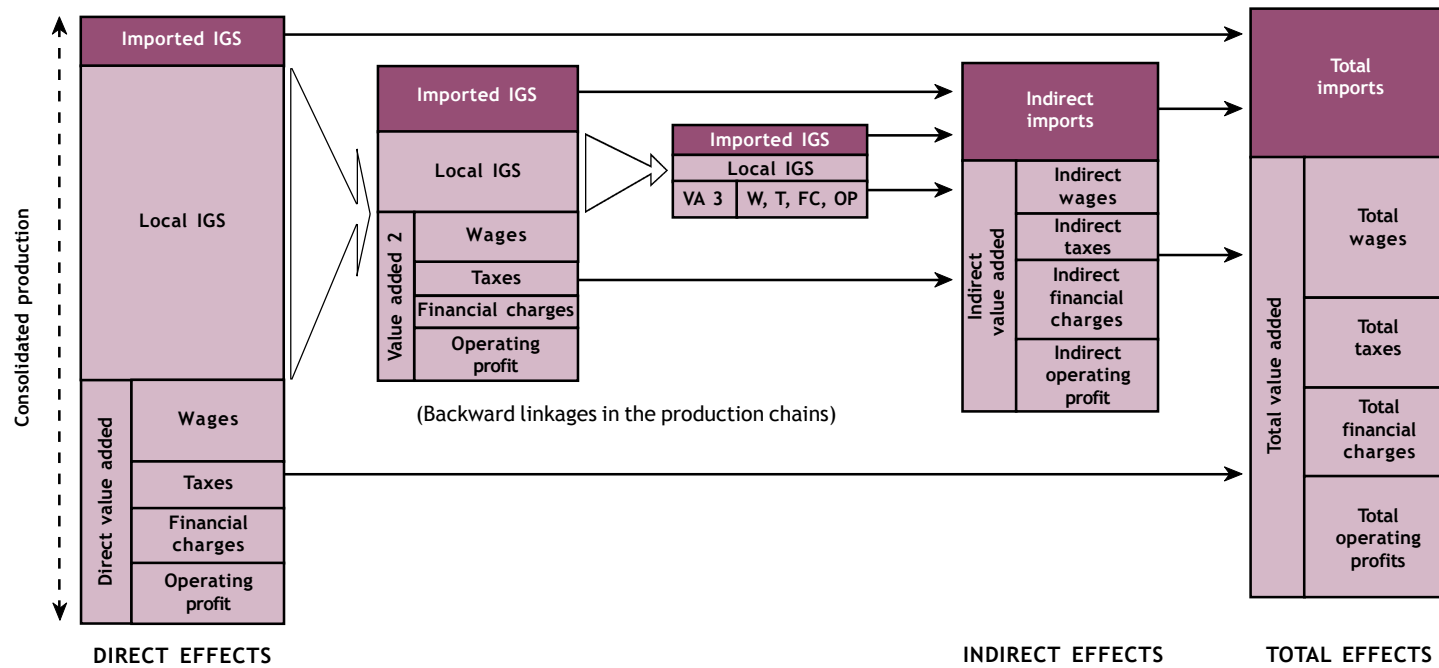 Consolidated production
Imported IGS
Local IGS
Direct value added
Wages
Taxes
Financial
charges
Operating
profit
DIRECT EFFECTS
Imported IGS
Local IGS
Value added 2
Wages
Taxes
Financial charges
Operating
profit
(Backward linkages in the production chains)
Imported IGS
Local IGS
VA 3
W, T, FC, OP
Indirect
imports
Indirect
value added
Indirect
wages
Indirect
taxes
Indirect
financial
charges
Indirect
operating
profit
INDIRECT EFFECTS
Total
imports
Total value added
Total
wages
Total
taxes
Total
financial
charges
Total
operating
profits
TOTAL EFFECTS